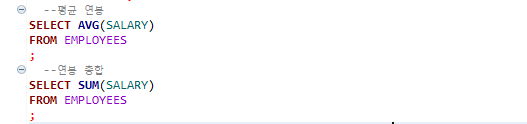 --평균 연봉
SELECT AVG(SALARY)
FROM EMPLOYEES
;
--연봉 총합
SELECT SUM(SALARY)
FROM EMPLOYEES
;